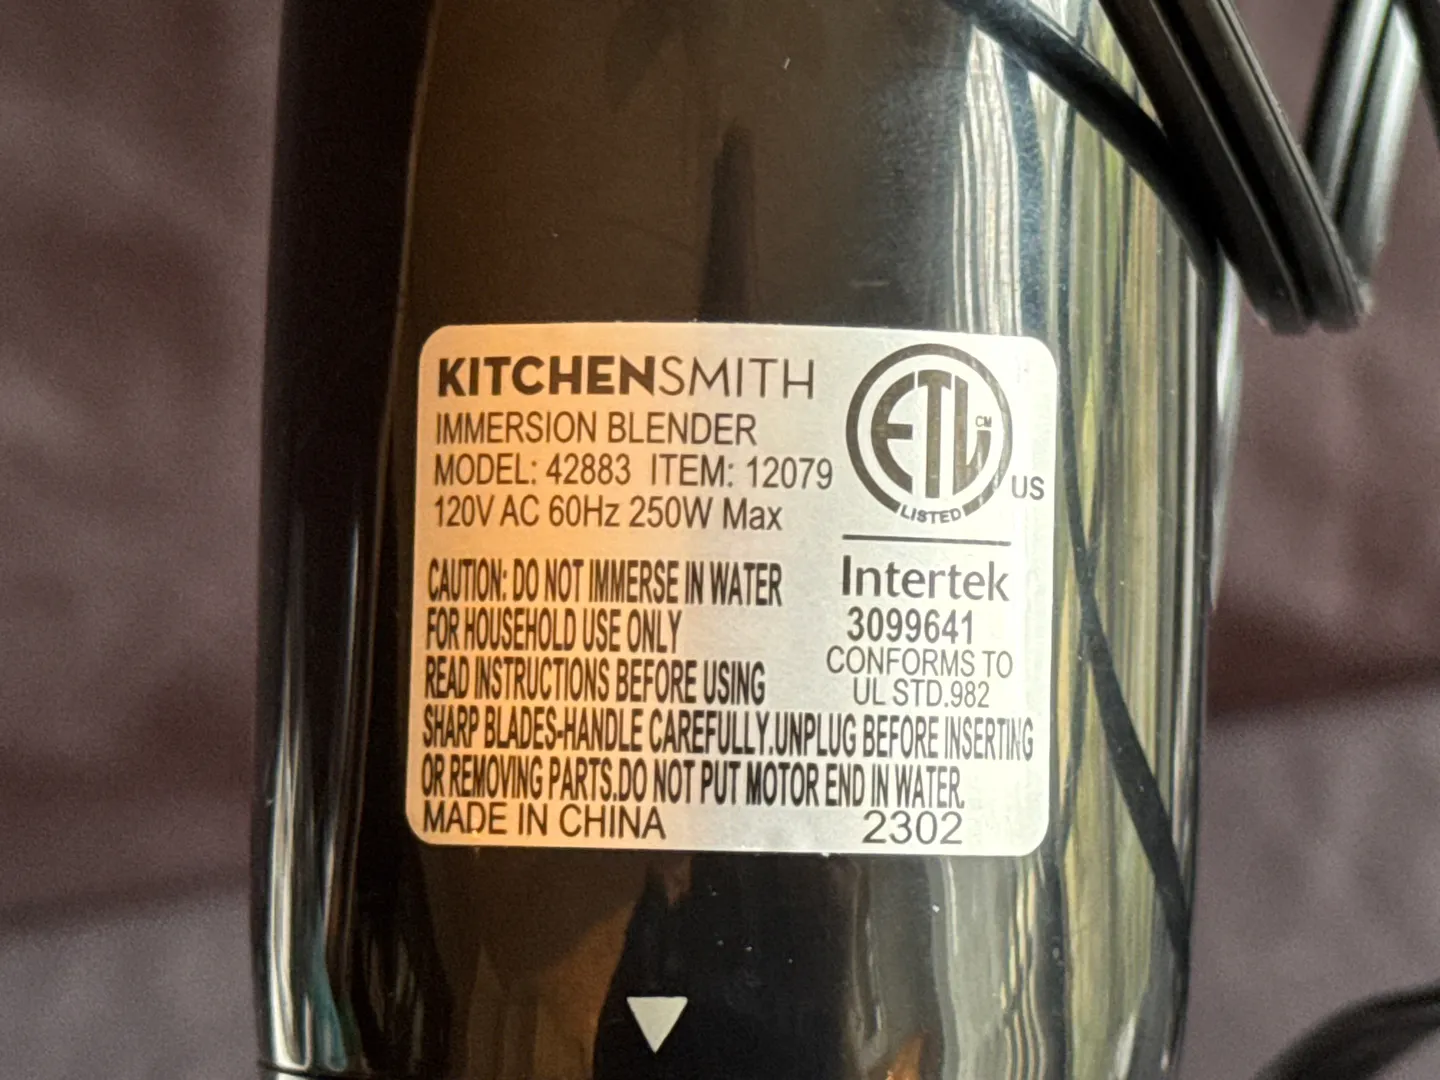 KITCHENSMITH
IMMERSION BLENDER
MODEL: 42883 ITEM: 12079
120V AC 60Hz 250W Max
ETL CM
LISTED
US
Intertek
3099641
CONFORMS TO
UL STD.982
CAUTION: DO NOT IMMERSE IN WATER
FOR HOUSEHOLD USE ONLY
READ INSTRUCTIONS BEFORE USING
SHARP BLADES-HANDLE CAREFULLY.UNPLUG BEFORE INSERTING
OR REMOVING PARTS.DO NOT PUT MOTOR END IN WATER.
MADE IN CHINA
2302